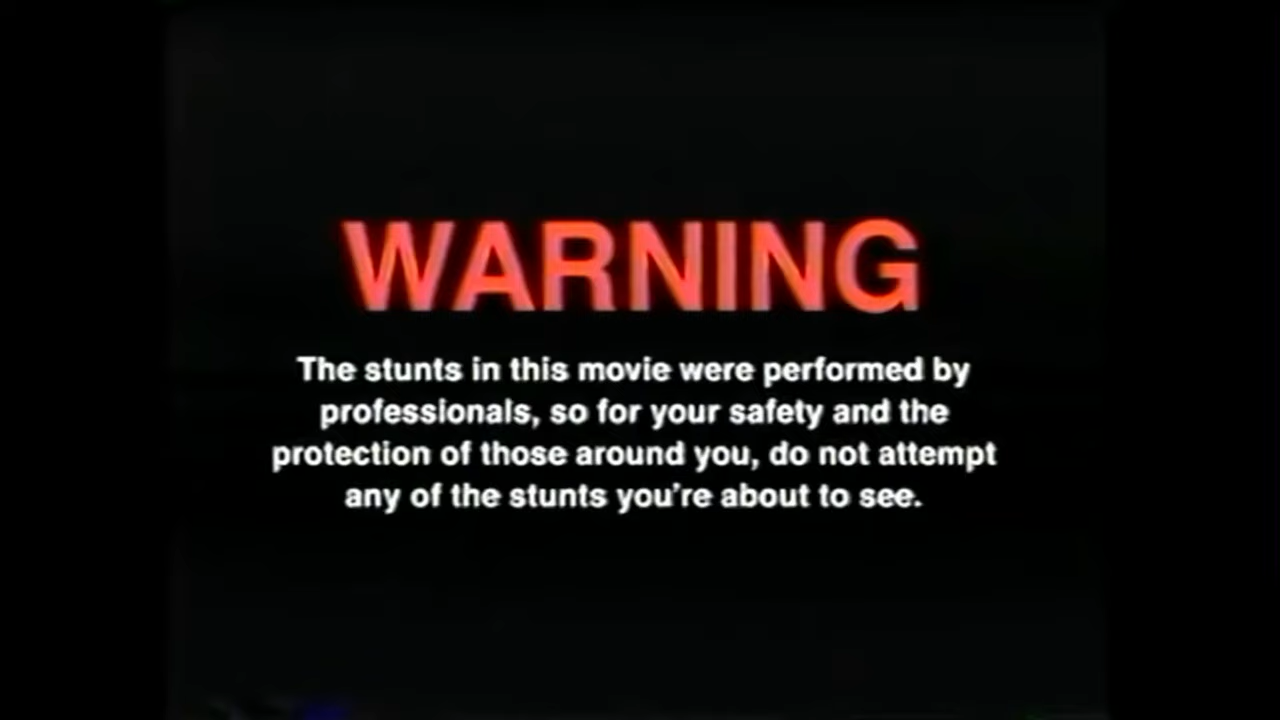 WARNING
The stunts in this movie were performed by
professionals, so for your safety and the
protection of those around you, do not attempt
any of the stunts you're about to see.